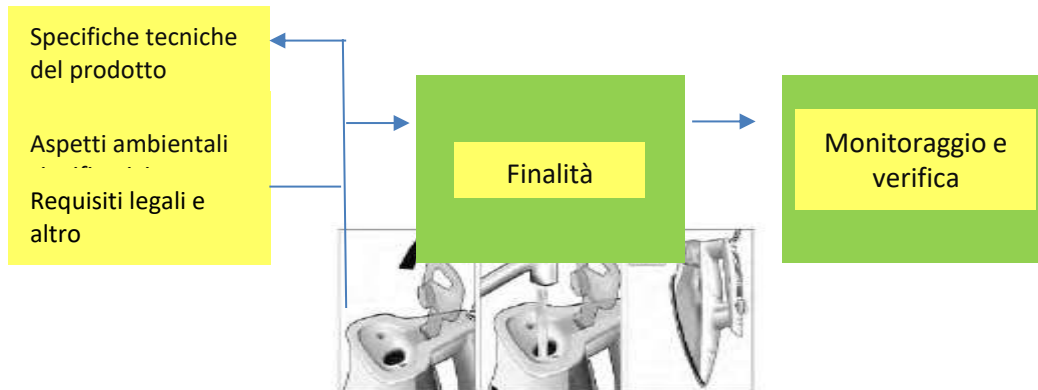 Specifiche tecniche
del prodotto
Aspetti ambientali
Requisiti legali e
altro
Finalità
Monitoraggio e
verifica